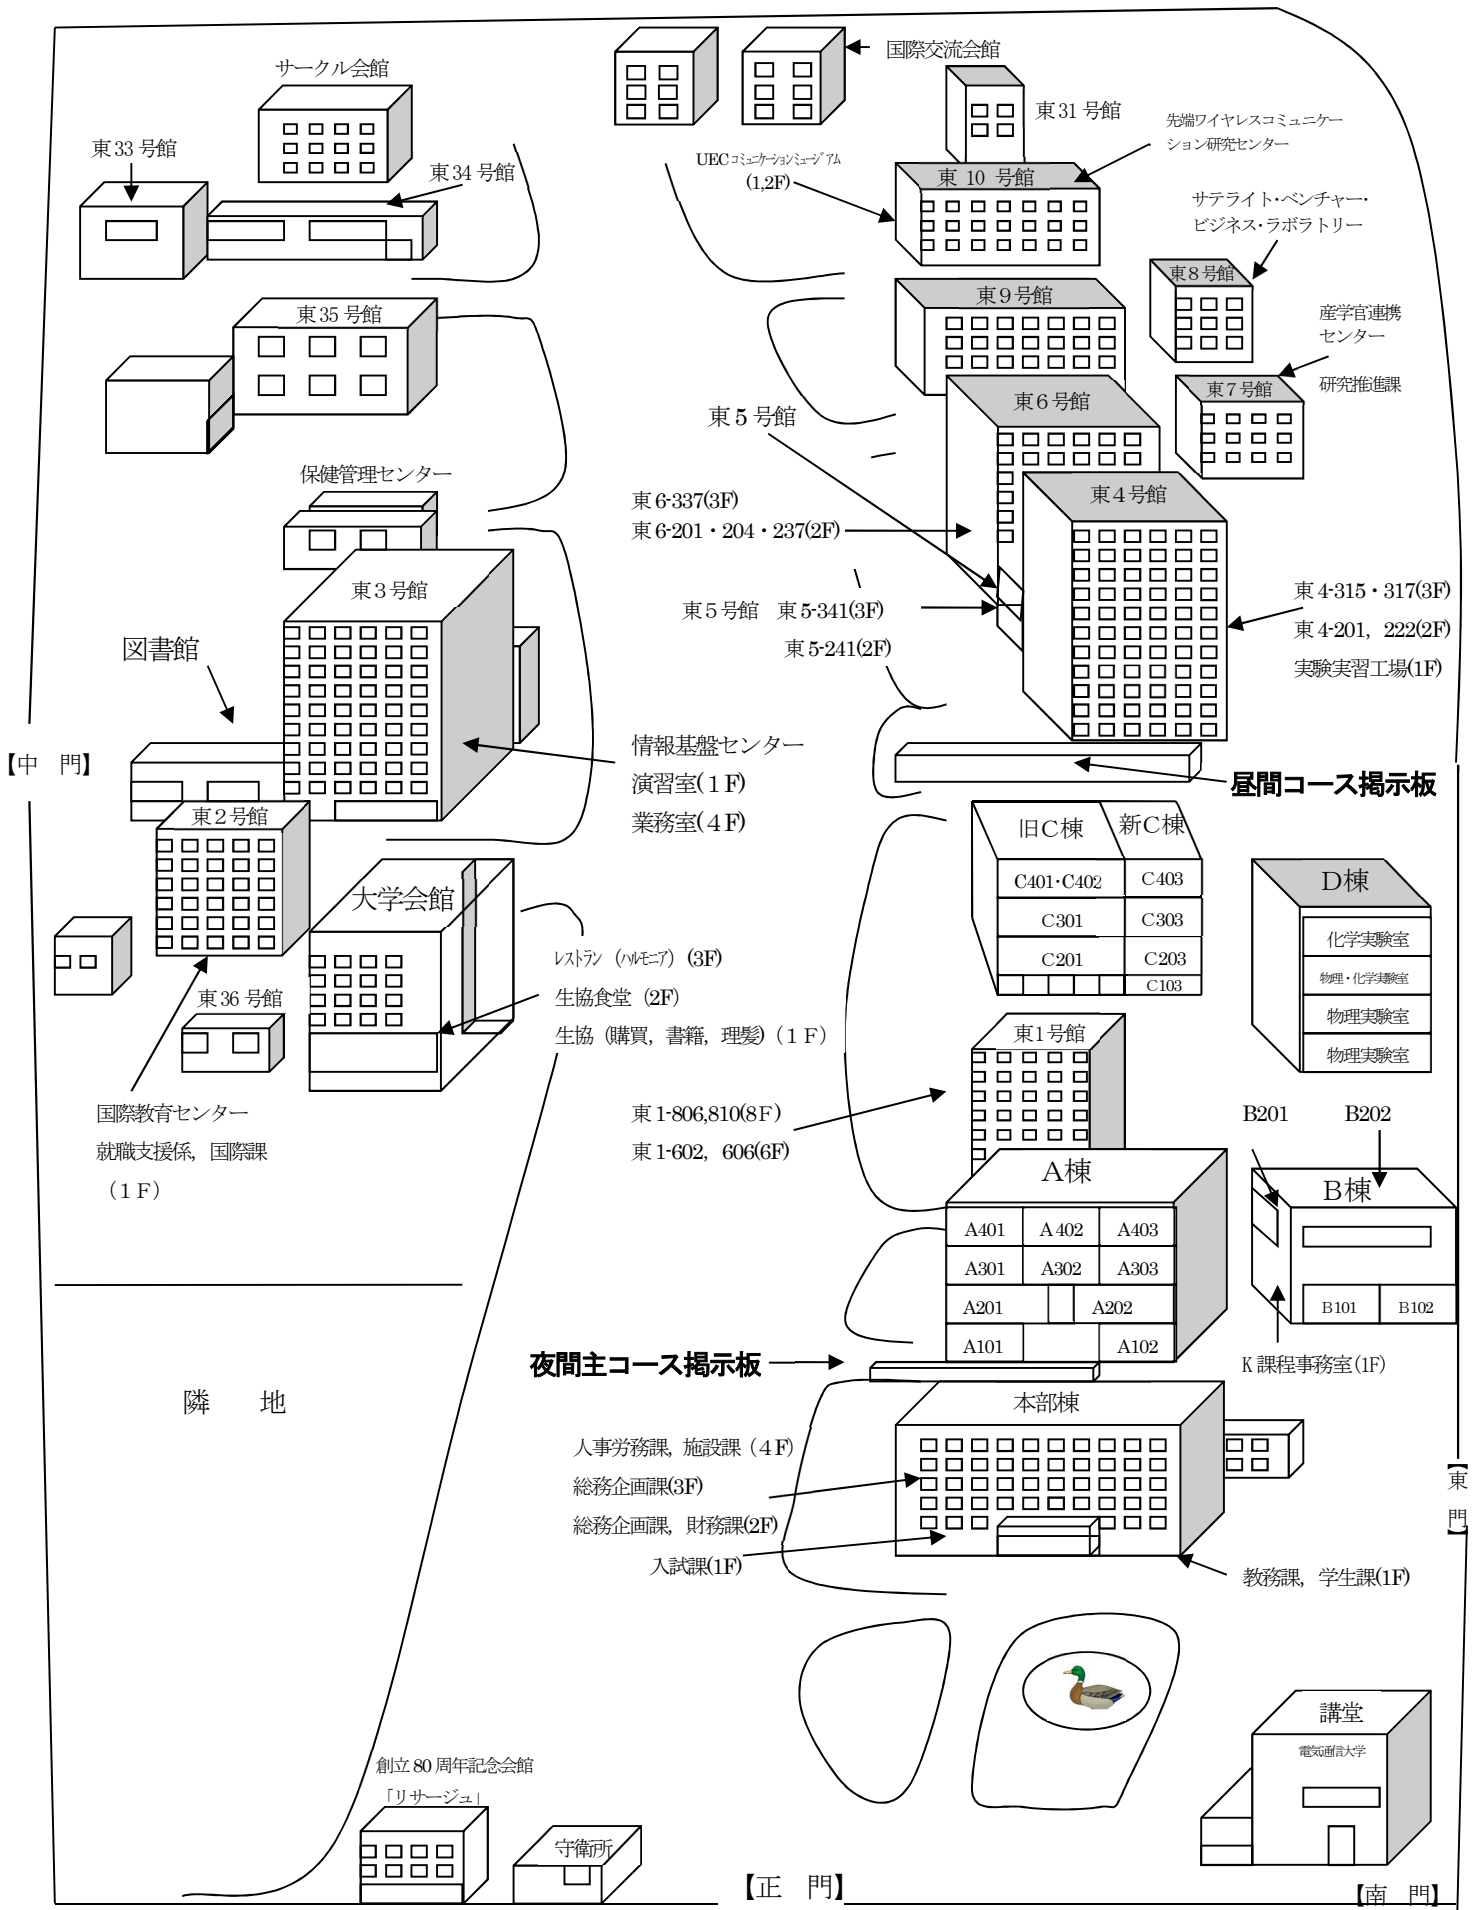 国際交流会館
サークル会館
東31号館
先端ワイヤレスコミュニケー
ション研究センター
東33号館
東34号館
UECコミュニケーションミュージアム
(1,2F)
東 10 号館
サテライト・ベンチャー・
ビジネス・ラボラトリー
東8号館
東9号館
東35号館
産学官連携
センター
研究推進課
東7号館
東6号館
東5号館
保健管理センター
東4号館
東6-337(3F)
東6-201・204・237(2F)
東3号館
東5号館 東5-341(3F)
東5-241(2F)
東4-315・317(3F)
東4-201, 222(2F)
実験実習工場(1F)
図書館
【中 門】
情報基盤センター
演習室(1F)
業務室(4F)
昼間コース掲示板
東2号館
旧C棟
新C棟
C401・C402
C403
C301
C303
C201
C203
C103
D棟
化学実験室
物理・化学実験室
物理実験室
物理実験室
大学会館
レストラン (ハルモニア) (3F)
生協食堂 (2F)
生協 (購買, 書籍, 理髪) (1F)
東36号館
東1号館
国際教育センター
就職支援係, 国際課
(1F)
東1-806,810(8F)
東1-602, 606(6F)
B201
B202
A棟
B棟
A401
A402
A403
A301
A302
A303
A201
A202
A101
A102
B101
B102
K課程事務室(1F)
夜間主コース掲示板
隣 地
本部棟
人事労務課, 施設課(4F)
総務企画課(3F)
総務企画課, 財務課(2F)
入試課(1F)
教務課, 学生課(1F)
【東 門】
講堂
電気通信大学
創立80周年記念会館
「リサージュ」
守衛所
【正 門】
【南 門】